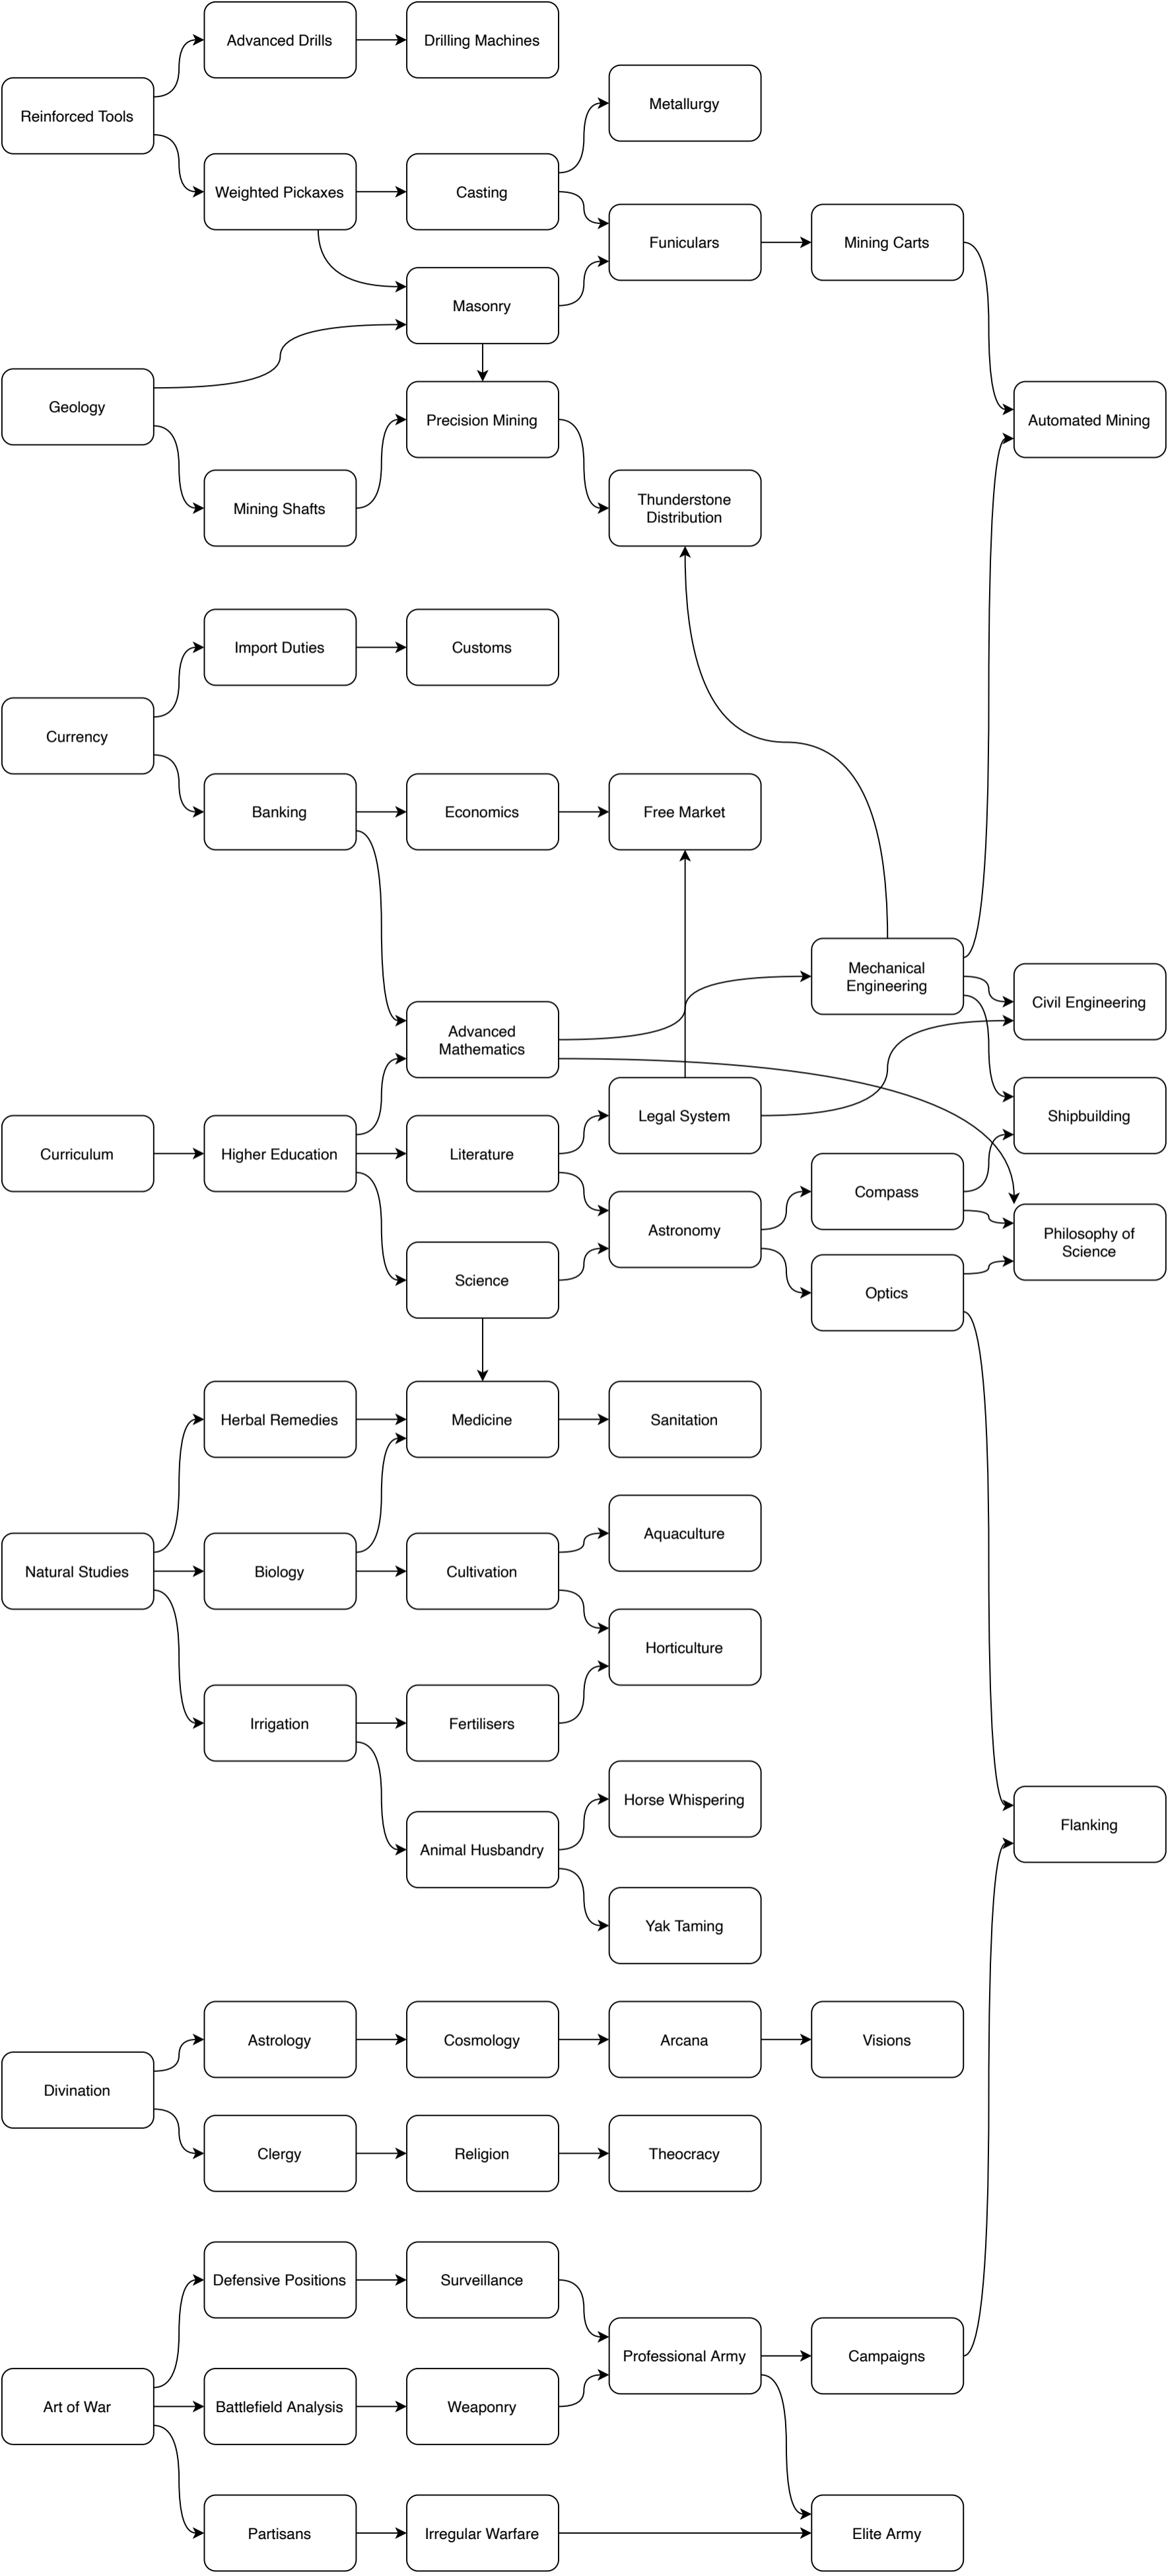 Advanced Drills
Drilling Machines
Metallurgy
Reinforced Tools
Weighted Pickaxes
Casting
Funiculars
Mining Carts
Masonry
Geology
Precision Mining
Automated Mining
Mining Shafts
Thunderstone
Distribution
Import Duties
Customs
Currency
Banking
Economics
Free Market
Mechanical
Engineering
Civil Engineering
Advanced
Mathematics
Legal System
Shipbuilding
Curriculum
Higher Education
Literature
Compass
Astronomy
Philosophy of
Science
Science
Optics
Herbal Remedies
Medicine
Sanitation
Aquaculture
Natural Studies
Biology
Cultivation
Horticulture
Irrigation
Fertilisers
Horse Whispering
Flanking
Animal Husbandry
Yak Taming
Astrology
Cosmology
Arcana
Visions
Divination
Clergy
Religion
Theocracy
Defensive Positions
Surveillance
Professional Army
Campaigns
Art of War
Battlefield Analysis
Weaponry
Partisans
Irregular Warfare
Elite Army